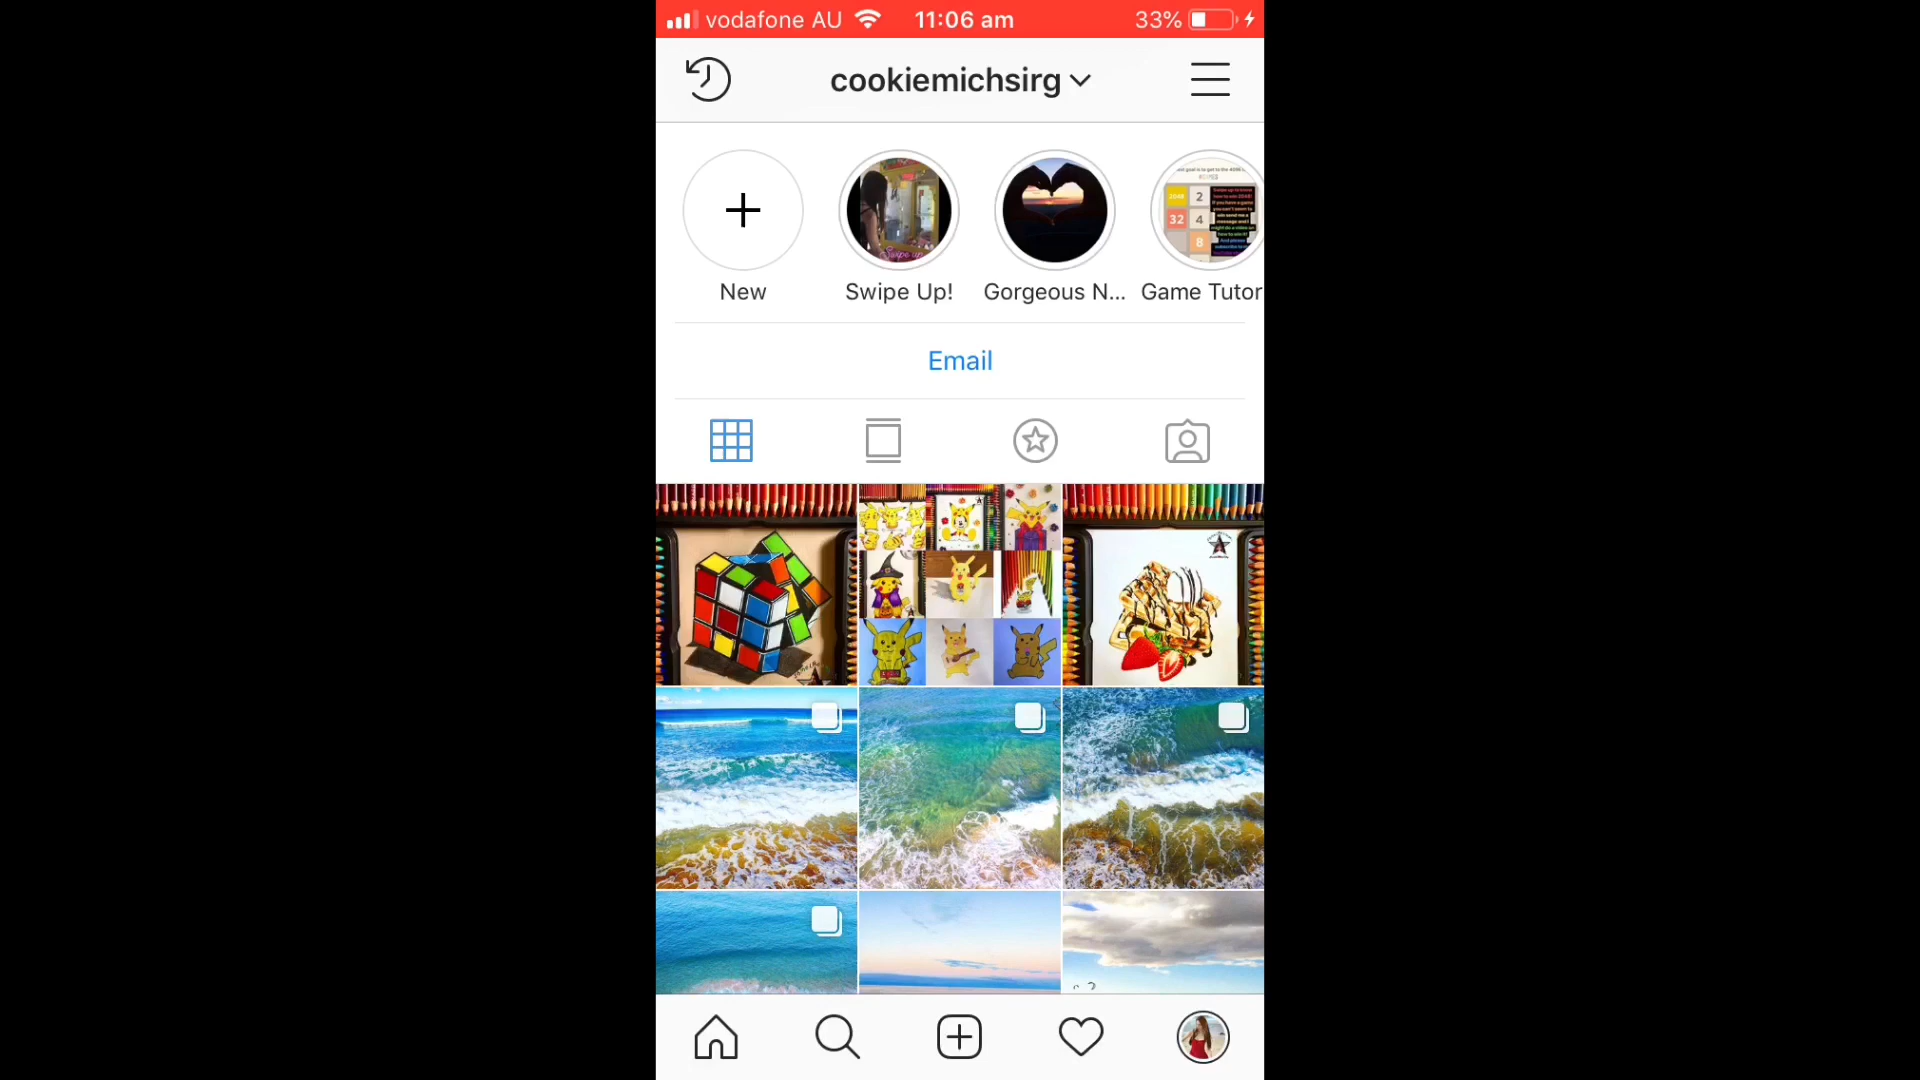 vodafone AU 11:06 am 33%
cookiemichsirg
New Swipe Up! Gorgeous N... Game Tutor
Email